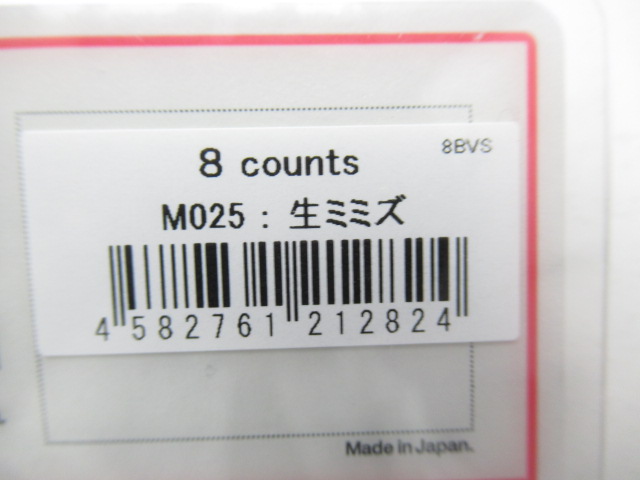 8 counts
8BVS
M025 : 生ミミズ
4 582761 212824
Made in Japan.